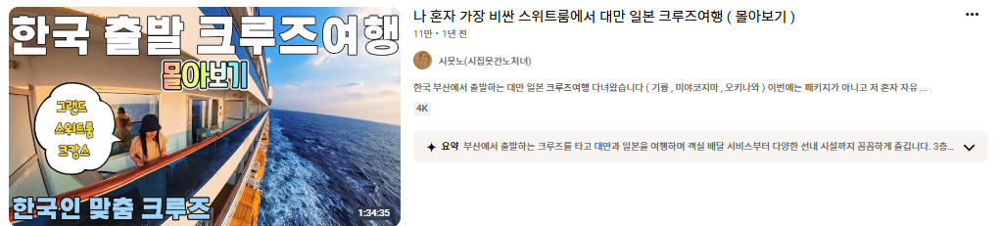 한국 출발 크루즈여행
몰아보기
그랜드
스위트룸
크캉스
한국인 맞춤 크루즈
1:34:35
나 혼자 가장 비싼 스위트룸에서 대만 일본 크루즈여행 ( 몰아보기 )
11만 • 1년 전
시못노(시집못간노처녀)
한국 부산에서 출발하는 대만 일본 크루즈여행 다녀왔습니다 ( 기륭 , 미야코지마 , 오키나와 ) 이번에는 패키지가 아니고 저 혼자 자유 ...
4K
요약 부산에서 출발하는 크루즈를 타고 대만과 일본을 여행하며 객실 배달 서비스부터 다양한 선내 시설까지 꼼꼼하게 즐깁니다. 3층...